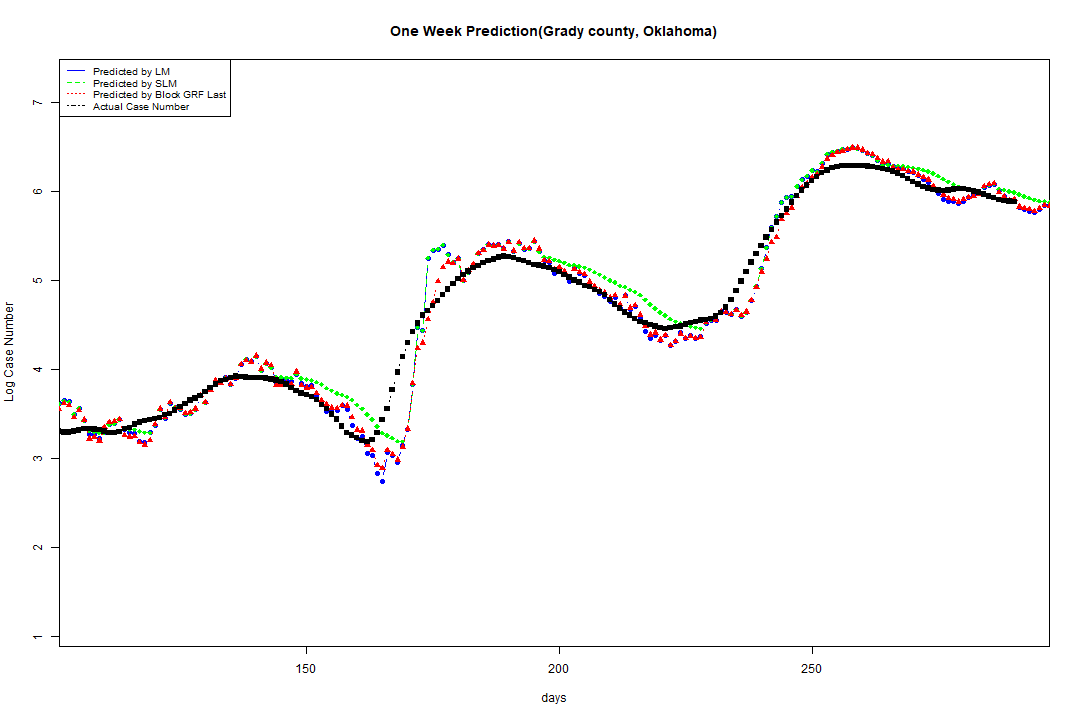 One Week Prediction(Grady county, Oklahoma)
Predicted by LM
Predicted by SLM
Predicted by Block GRF Last
Actual Case Number
Log Case Number
7
6
5
4
3
2
1
150
200
250
days